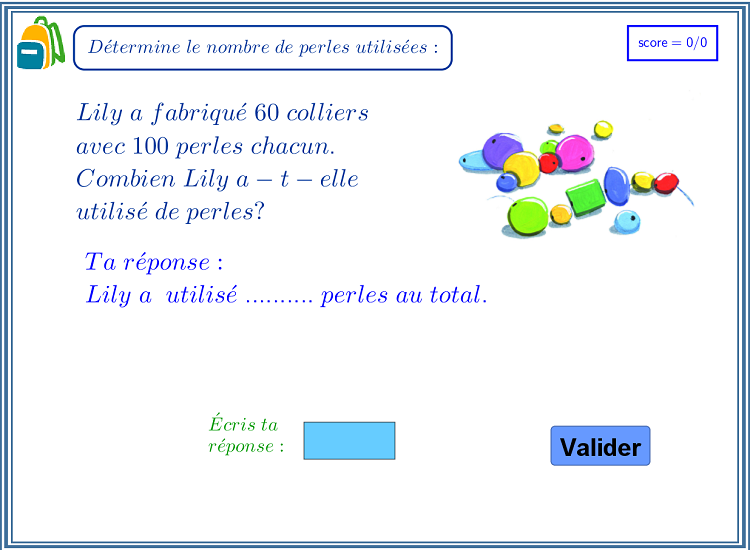 Détermine le nombre de perles utilisées :
score = 0/0
Lily a fabriqué 60 colliers
avec 100 perles chacun.
Combien Lily a − t − elle
utilisé de perles?
Ta réponse :
Lily a utilisé .......... perles au total.
Écris ta
réponse :
Valider